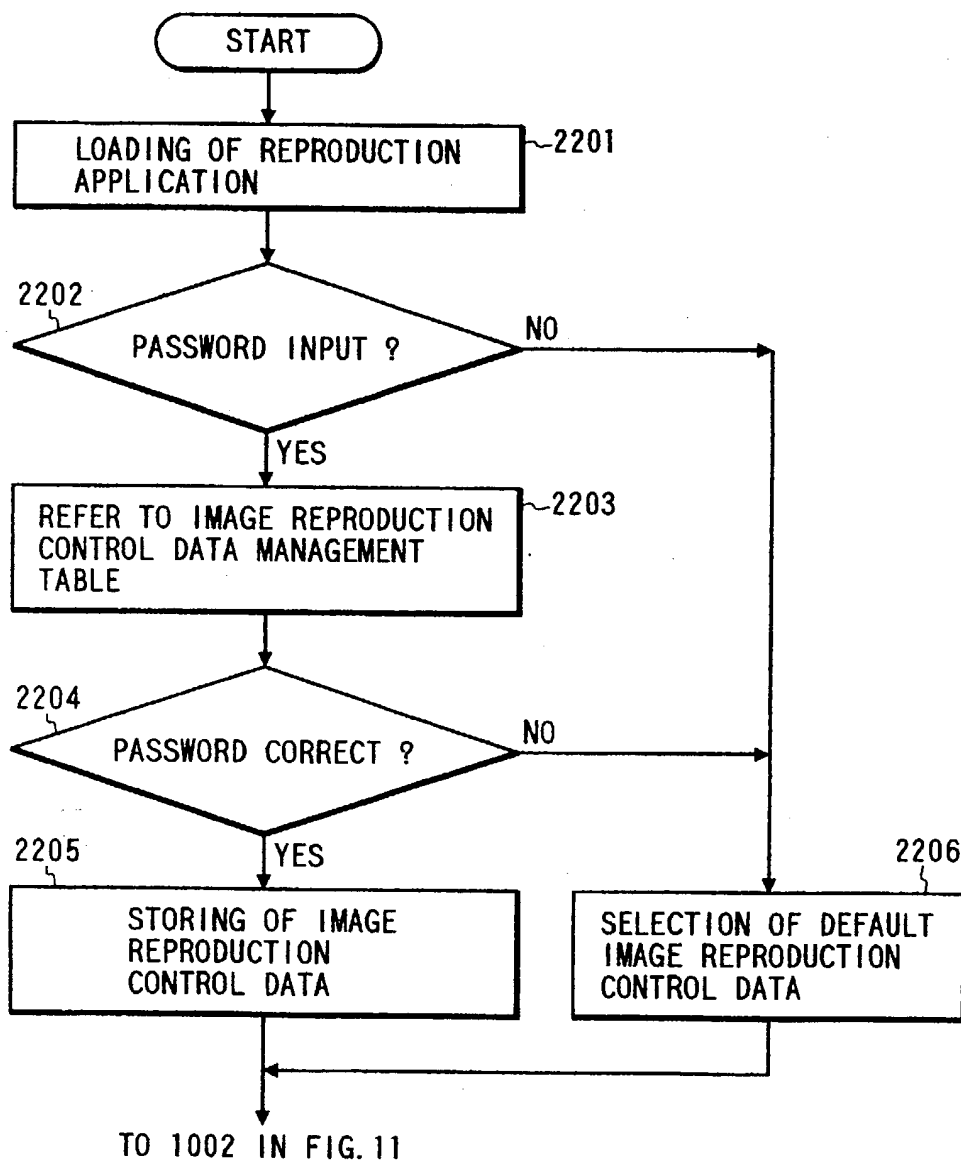 START
LOADING OF REPRODUCTION
APPLICATION
2201
2202
PASSWORD INPUT ?
NO
YES
2203
REFER TO IMAGE REPRODUCTION
CONTROL DATA MANAGEMENT
TABLE
2204
PASSWORD CORRECT ?
NO
YES
2205
STORING OF IMAGE
REPRODUCTION
CONTROL DATA
2206
SELECTION OF DEFAULT
IMAGE REPRODUCTION
CONTROL DATA
TO 1002 IN FIG. 11